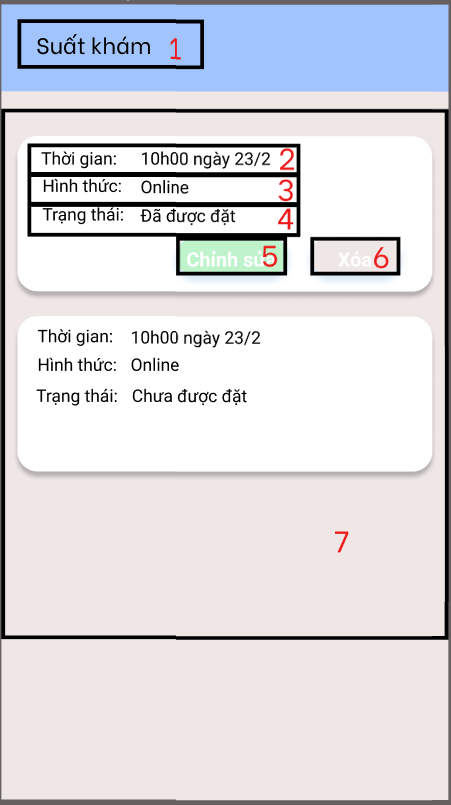 Suất khám 1
Thời gian: 10h00 ngày 23/2 2
Hình thức: Online 3
Trạng thái: Đã được đặt 4
Chỉnh 5 Xóa 6
Thời gian: 10h00 ngày 23/2
Hình thức: Online
Trạng thái: Chưa được đặt
7